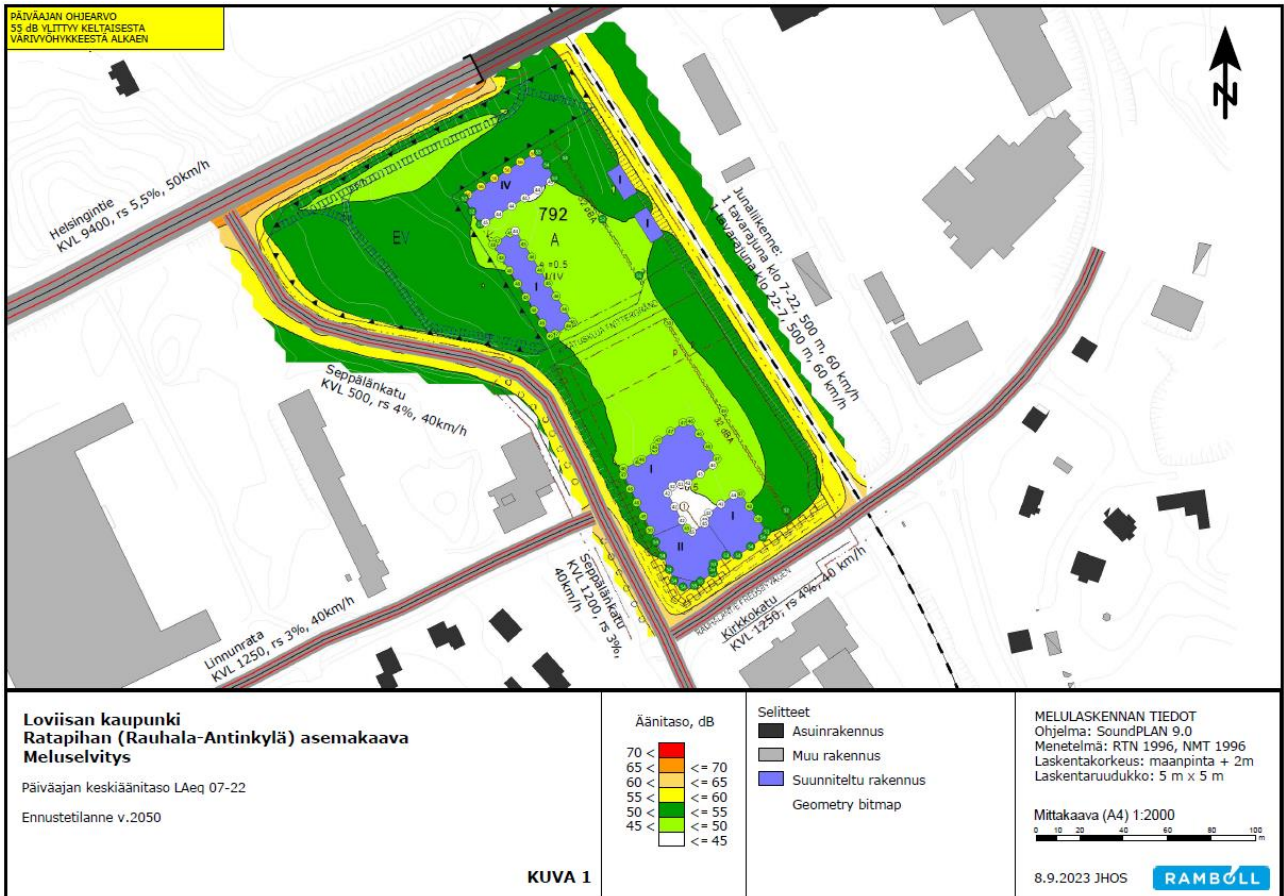 PÄIVÄAJAN OHJEARVO
55 dB YLITTYY KELTAISESTA
VÄRIVYÖHYKKEESTÄ ALKAEN
N
Helsingintie
KVL 9400, rs 5,5%, 50km/h
Junaliikenne:
1 tavarajuna klo 7-22, 500 m, 60 km/h
1 tavarajuna klo 22-7, 500 m, 60 km/h
IV
792
A
EV
I
I
I
32 dBA
Seppälänkatu
KVL 500, rs 4%, 40km/h
32 dBA
I
I
II
Seppälänkatu
KVL 1200, rs 3%,
40km/h
Linnunrata
KVL 1250, rs 3%, 40km/h
Kirkkokatu
KVL 1250, rs 4%, 40 km/h
Loviisan kaupunki
Ratapihan (Rauhala-Antinkylä) asemakaava
Meluselvitys
Päiväajan keskiäänitaso LAeq 07-22
Ennustetilanne v.2050
KUVA 1
Äänitaso, dB
70 <
65 < <= 70
60 < <= 65
55 < <= 60
50 < <= 55
45 < <= 50
<= 45
Selitteet
Asuinrakennus
Muu rakennus
Suunniteltu rakennus
Geometry bitmap
MELULASKENNAN TIEDOT
Ohjelma: SoundPLAN 9.0
Menetelmä: RTN 1996, NMT 1996
Laskentakorkeus: maanpinta + 2m
Laskentaruudukko: 5 m x 5 m
Mittakaava (A4) 1:2000
0 10 20 40 60 80 100
m
8.9.2023 JHOS
RAMBOLL